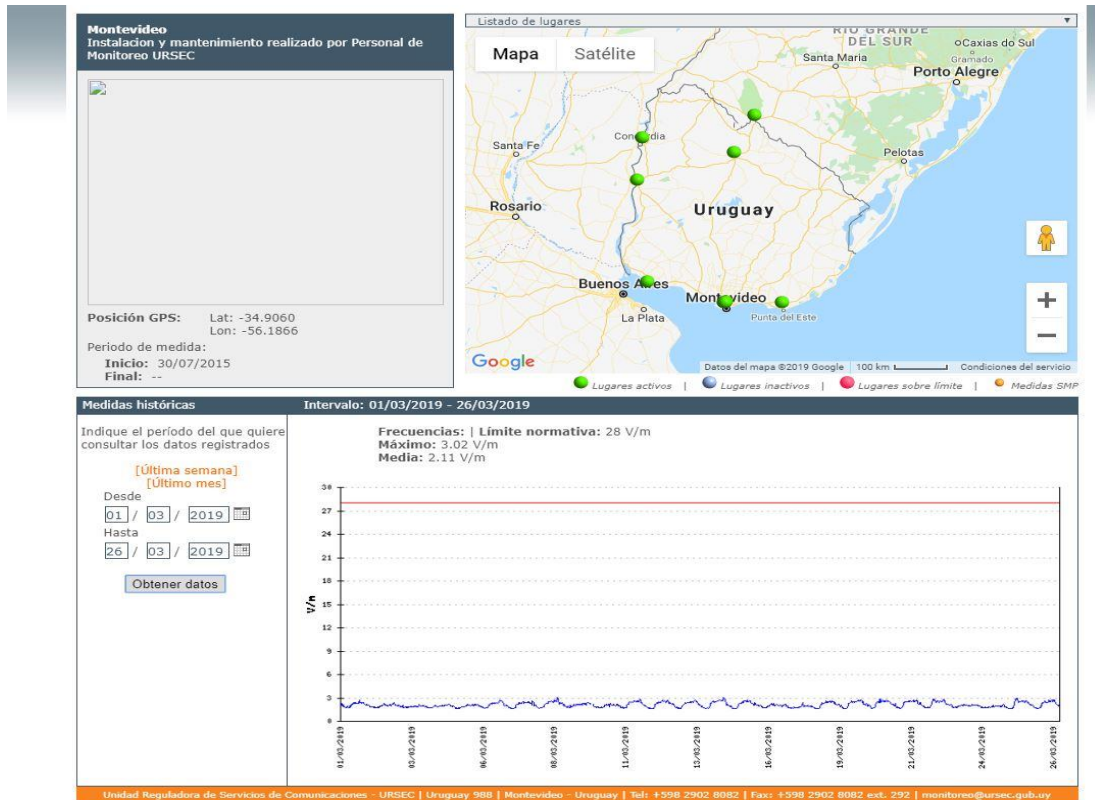 Montevideo
Instalacion y mantenimiento realizado por Personal de
Monitoreo URSEC
Posición GPS: Lat: -34.9060
Lon: -56.1866
Periodo de medida:
Inicio: 30/07/2015
Final: --
Listado de lugares
Mapa Satélite
RIO GRANDE
DEL SUR
Caxias do Sul
Gramado
Santa Maria
Porto Alegre
Concordia
Santa Fe
Pelotas
Rosario
Uruguay
Buenos Aires
Montevideo
La Plata
Punta del Este
Google
Datos del mapa ©2019 Google 100 km Condiciones del servicio
Lugares activos | Lugares inactivos | Lugares sobre límite | Medidas SMP
Medidas históricas
Intervalo: 01/03/2019 - 26/03/2019
Indique el período del que quiere
consultar los datos registrados
[Última semana]
[Último mes]
Desde
01 / 03 / 2019
Hasta
26 / 03 / 2019
Obtener datos
Frecuencias: | Límite normativa: 28 V/m
Máximo: 3.02 V/m
Media: 2.11 V/m
V/m
30
27
24
21
18
15
12
9
6
3
0
01/03/2019
03/03/2019
06/03/2019
08/03/2019
11/03/2019
13/03/2019
16/03/2019
19/03/2019
21/03/2019
24/03/2019
26/03/2019
Unidad Reguladora de Servicios de Comunicaciones - URSEC | Uruguay 988 | Montevideo - Uruguay | Tel: +598 2902 8082 | Fax: +598 2902 8082 ext. 292 | monitoreo@ursec.gub.uy